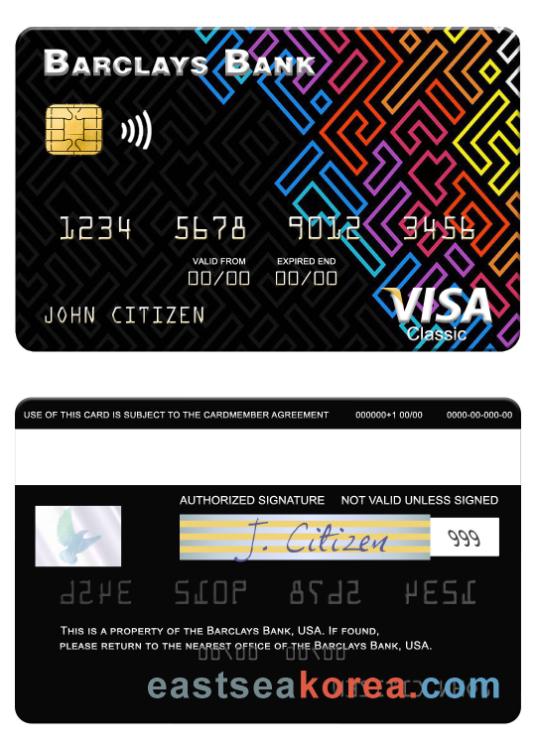 BARCLAYS BANK
1234 5678 9012 3456
VALID FROM EXPIRED END
00/00 00/00
JOHN CITIZEN
VISA
Classic
USE OF THIS CARD IS SUBJECT TO THE CARDMEMBER AGREEMENT 000000+1 00/00 0000-00-000-00
AUTHORIZED SIGNATURE NOT VALID UNLESS SIGNED
J. Citizen 999
THIS IS A PROPERTY OF THE BARCLAYS BANK, USA. IF FOUND,
PLEASE RETURN TO THE NEAREST OFFICE OF THE BARCLAYS BANK, USA.
eastseakorea.com